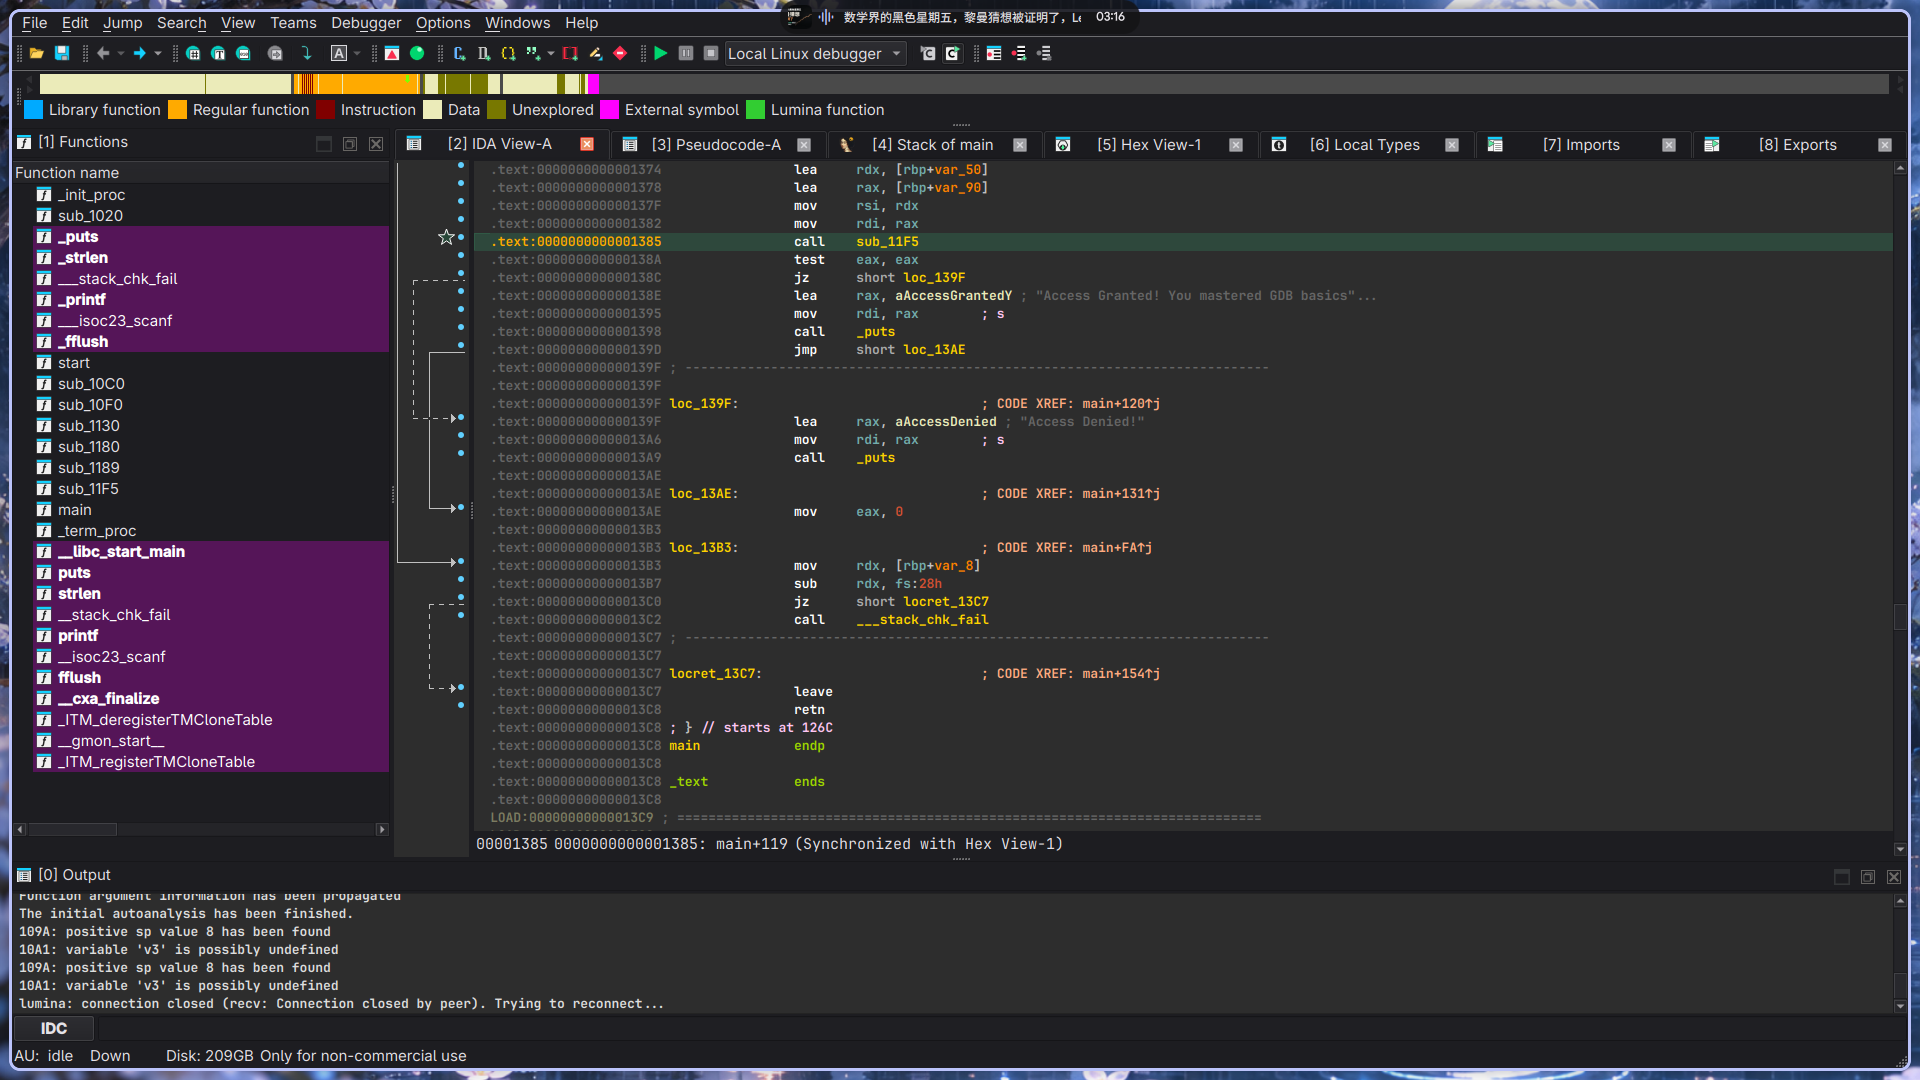 File Edit Jump Search View Teams Debugger Options Windows Help
数学界的黑色星期五，黎曼猜想被证明了，Le 03:16
Local Linux debugger
Library function Regular function Instruction Data Unexplored External symbol Lumina function
[1] Functions
Function name
_init_proc
sub_1020
_puts
_strlen
___stack_chk_fail
_printf
___isoc23_scanf
_fflush
start
sub_10C0
sub_10F0
sub_1130
sub_1180
sub_1189
sub_11F5
main
_term_proc
__libc_start_main
puts
strlen
__stack_chk_fail
printf
__isoc23_scanf
fflush
__cxa_finalize
_ITM_deregisterTMCloneTable
__gmon_start__
_ITM_registerTMCloneTable
[2] IDA View-A [3] Pseudocode-A [4] Stack of main [5] Hex View-1 [6] Local Types [7] Imports [8] Exports
.text:0000000000001374 lea rdx, [rbp+var_50]
.text:0000000000001378 lea rax, [rbp+var_90]
.text:000000000000137F mov rsi, rdx
.text:0000000000001382 mov rdi, rax
.text:0000000000001385 call sub_11F5
.text:000000000000138A test eax, eax
.text:000000000000138C jz short loc_139F
.text:000000000000138E lea rax, aAccessGrantedY ; "Access Granted! You mastered GDB basics"...
.text:0000000000001395 mov rdi, rax ; s
.text:0000000000001398 call _puts
.text:000000000000139D jmp short loc_13AE
.text:000000000000139F ; ---------------------------------------------------------------------------
.text:000000000000139F
.text:000000000000139F loc_139F: ; CODE XREF: main+120↑j
.text:000000000000139F lea rax, aAccessDenied ; "Access Denied!"
.text:00000000000013A6 mov rdi, rax ; s
.text:00000000000013A9 call _puts
.text:00000000000013AE
.text:00000000000013AE loc_13AE: ; CODE XREF: main+131↑j
.text:00000000000013AE mov eax, 0
.text:00000000000013B3
.text:00000000000013B3 loc_13B3: ; CODE XREF: main+FA↑j
.text:00000000000013B3 mov rdx, [rbp+var_8]
.text:00000000000013B7 sub rdx, fs:28h
.text:00000000000013C0 jz short locret_13C7
.text:00000000000013C2 call ___stack_chk_fail
.text:00000000000013C7 ; ---------------------------------------------------------------------------
.text:00000000000013C7
.text:00000000000013C7 locret_13C7: ; CODE XREF: main+154↑j
.text:00000000000013C7 leave
.text:00000000000013C8 retn
.text:00000000000013C8 ; } // starts at 126C
.text:00000000000013C8 main endp
.text:00000000000013C8
.text:00000000000013C8 _text ends
.text:00000000000013C8
LOAD:00000000000013C9 ; ===========================================================================
00001385 0000000000001385: main+119 (Synchronized with Hex View-1)
[0] Output
Function argument information has been propagated
The initial autoanalysis has been finished.
109A: positive sp value 8 has been found
10A1: variable 'v3' is possibly undefined
109A: positive sp value 8 has been found
10A1: variable 'v3' is possibly undefined
lumina: connection closed (recv: Connection closed by peer). Trying to reconnect...
IDC
AU: idle Down Disk: 209GB Only for non-commercial use